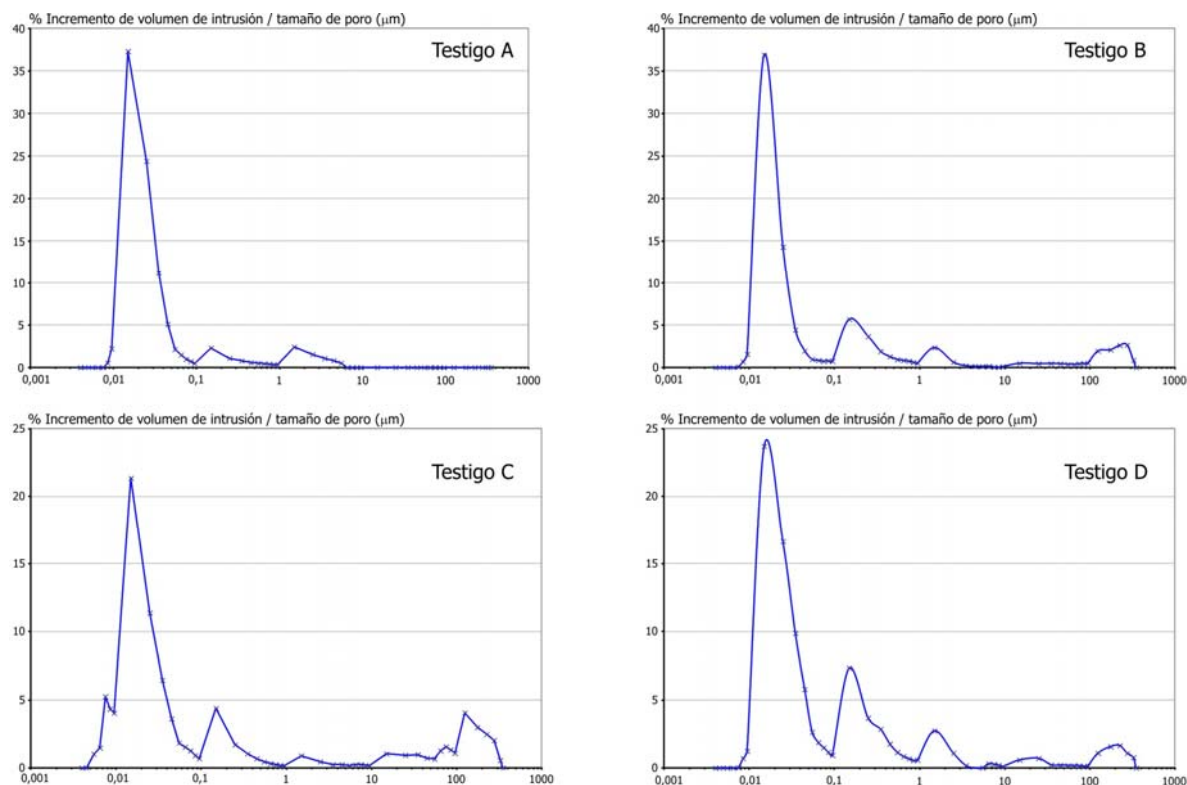 % Incremento de volumen de intrusión / tamaño de poro (μm)
Testigo A
40
35
30
25
20
15
10
5
0
0,001 0,01 0,1 1 10 100 1000
% Incremento de volumen de intrusión / tamaño de poro (μm)
Testigo B
40
35
30
25
20
15
10
5
0
0,001 0,01 0,1 1 10 100 1000
% Incremento de volumen de intrusión / tamaño de poro (μm)
Testigo C
25
20
15
10
5
0
0,001 0,01 0,1 1 10 100 1000
% Incremento de volumen de intrusión / tamaño de poro (μm)
Testigo D
25
20
15
10
5
0
0,001 0,01 0,1 1 10 100 1000